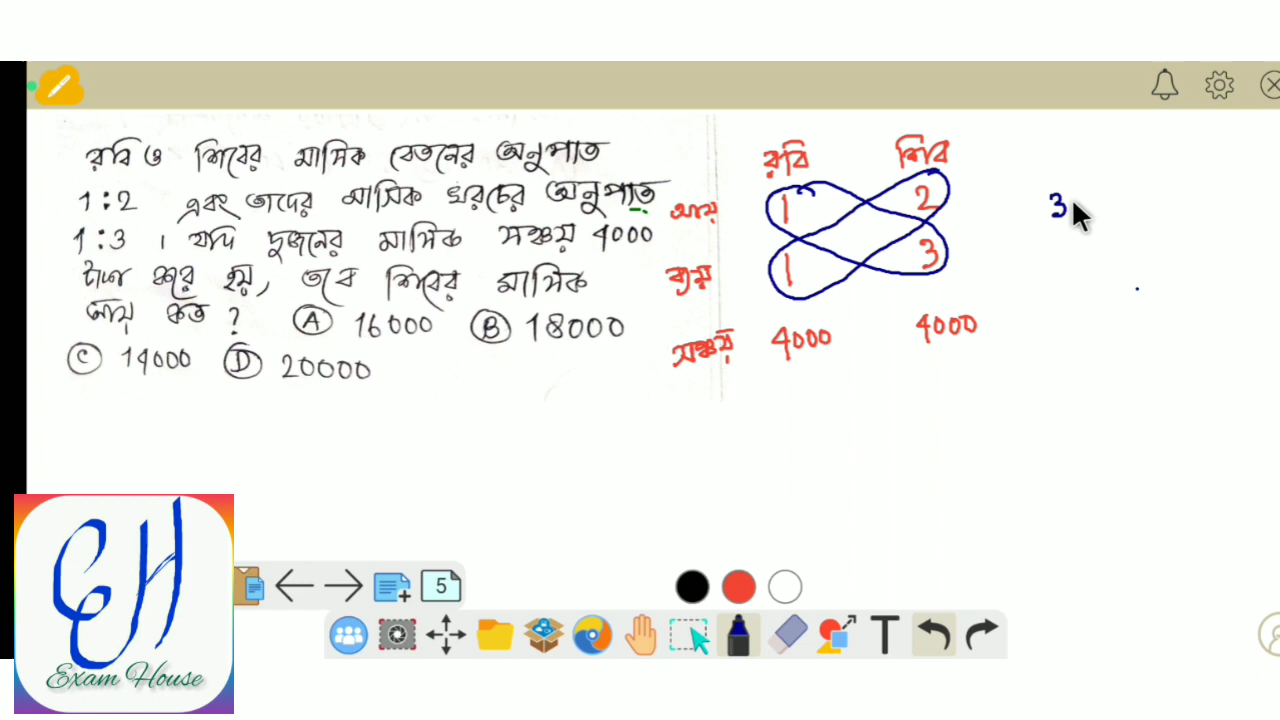 রবি ও শিবের মাসিক বেতনের অনুপাত
1:2 এবং তাদের মাসিক খরচের অনুপাত
1:3 । যদি দুজনের মাসিক সঞ্চয় 4000
টাকা করে হয়, তবে শিবের মাসিক
আয় কত ? (A) 16000 (B) 18000
(C) 14000 (D) 20000
রবি শিব
আয় 1 2
ব্যয় 1 3
সঞ্চয় 4000 4000
3
EH
Exam House
5
T